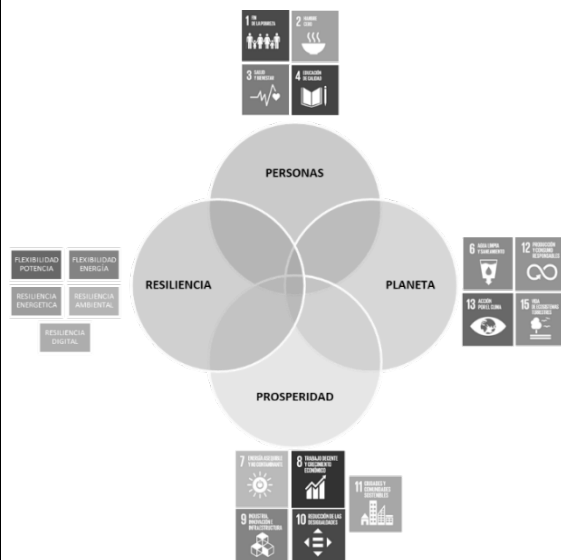 1 FIN
DE LA POBREZA
2 HAMBRE
CERO
3 SALUD
Y BIENESTAR
4 EDUCACIÓN
DE CALIDAD
PERSONAS
FLEXIBILIDAD
POTENCIA
FLEXIBILIDAD
ENERGÍA
RESILIENCIA
ENERGETICA
RESILIENCIA
AMBIENTAL
RESILIENCIA
DIGITAL
RESILIENCIA
PLANETA
6 AGUA LIMPIA
Y SANEAMIENTO
12 PRODUCCIÓN
Y CONSUMO
RESPONSABLES
13 ACCIÓN
POR EL CLIMA
15 VIDA
DE ECOSISTEMAS
TERRESTRES
PROSPERIDAD
7 ENERGÍA ASEQUIBLE
Y NO CONTAMINANTE
8 TRABAJO DECENTE
Y CRECIMIENTO
ECONÓMICO
9 INDUSTRIA,
INNOVACIÓN E
INFRAESTRUCTURA
10 REDUCCIÓN DE LAS
DESIGUALDADES
11 CIUDADES Y
COMUNIDADES
SOSTENIBLES